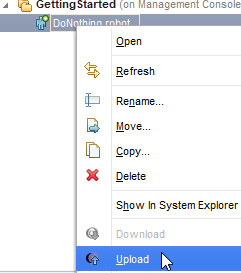 GettingStarted (on Management Console
DoNothing.robot
Open
Refresh
Rename...
Move...
Copy...
Delete
Show In System Explorer
Download
Upload